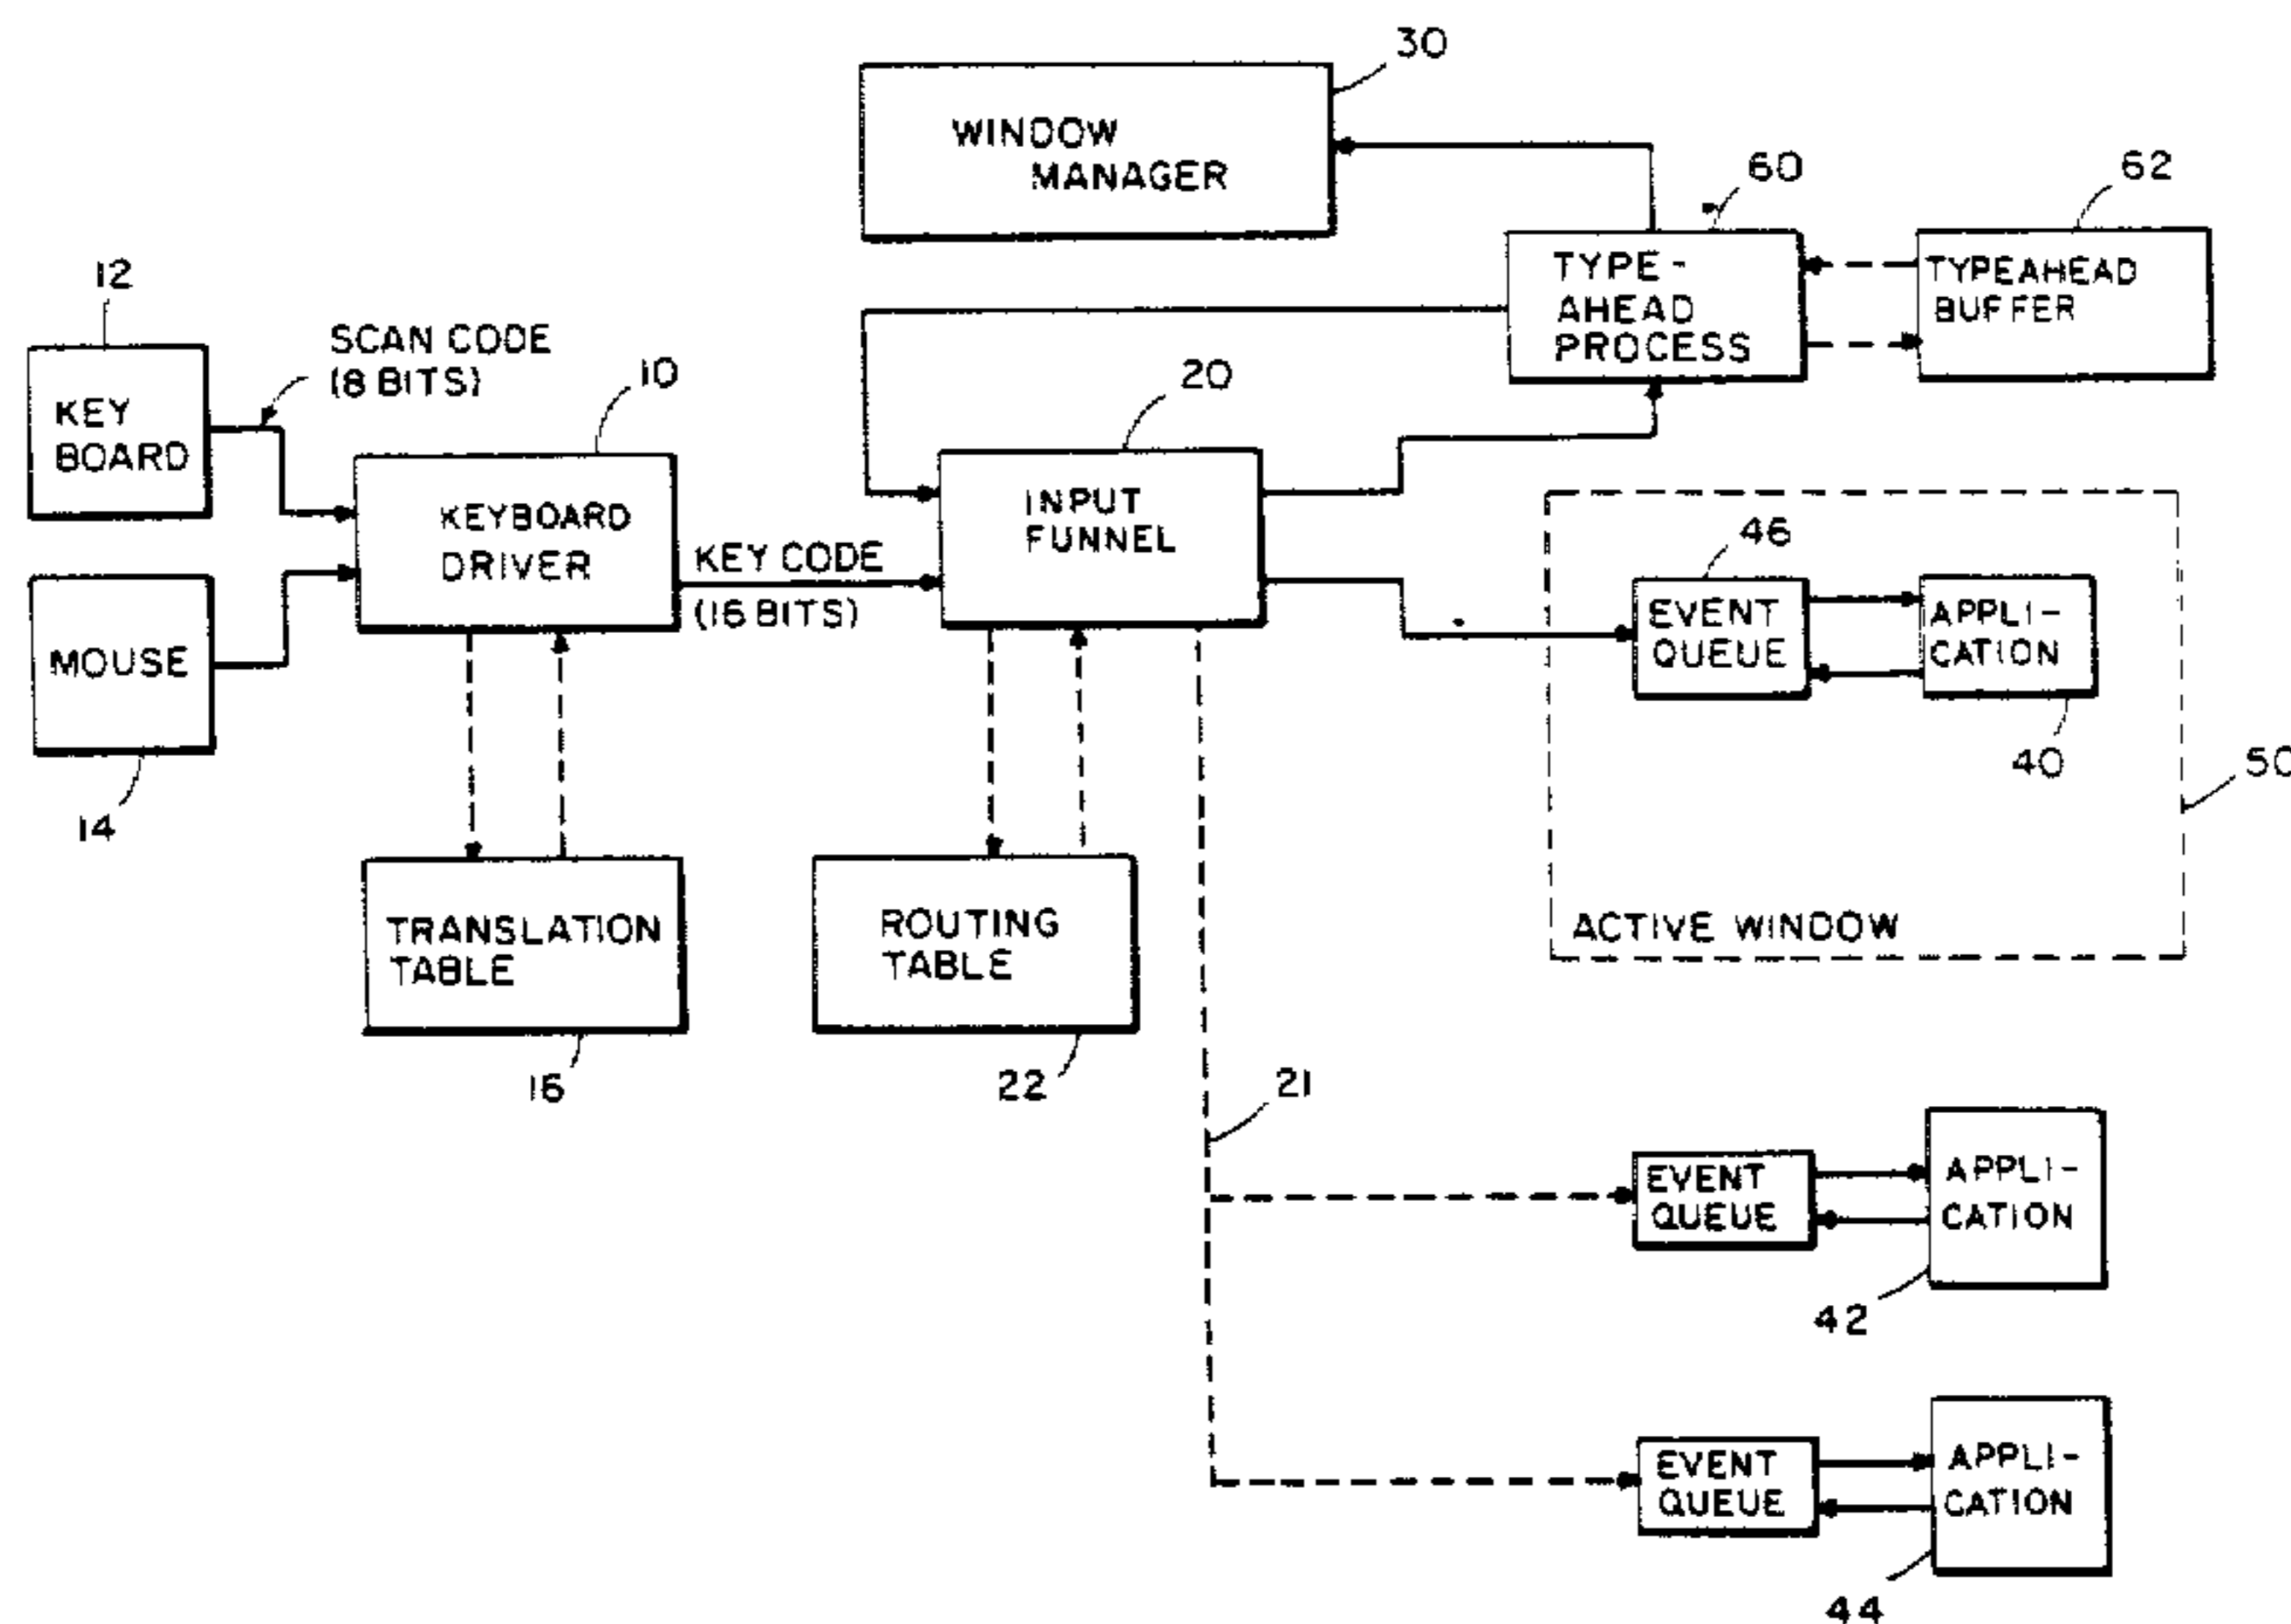 30
WINDOW
MANAGER
60
62
TYPE-
AHEAD
PROCESS
TYPEAHEAD
BUFFER
12
SCAN CODE
(8 BITS)
KEY
BOARD
10
20
KEYBOARD
DRIVER
KEY CODE
(16 BITS)
INPUT
FUNNEL
MOUSE
14
46
EVENT
QUEUE
APPLI-
CATION
40
50
ACTIVE WINDOW
TRANSLATION
TABLE
16
ROUTING
TABLE
22
21
EVENT
QUEUE
APPLI-
CATION
42
EVENT
QUEUE
APPLI-
CATION
44